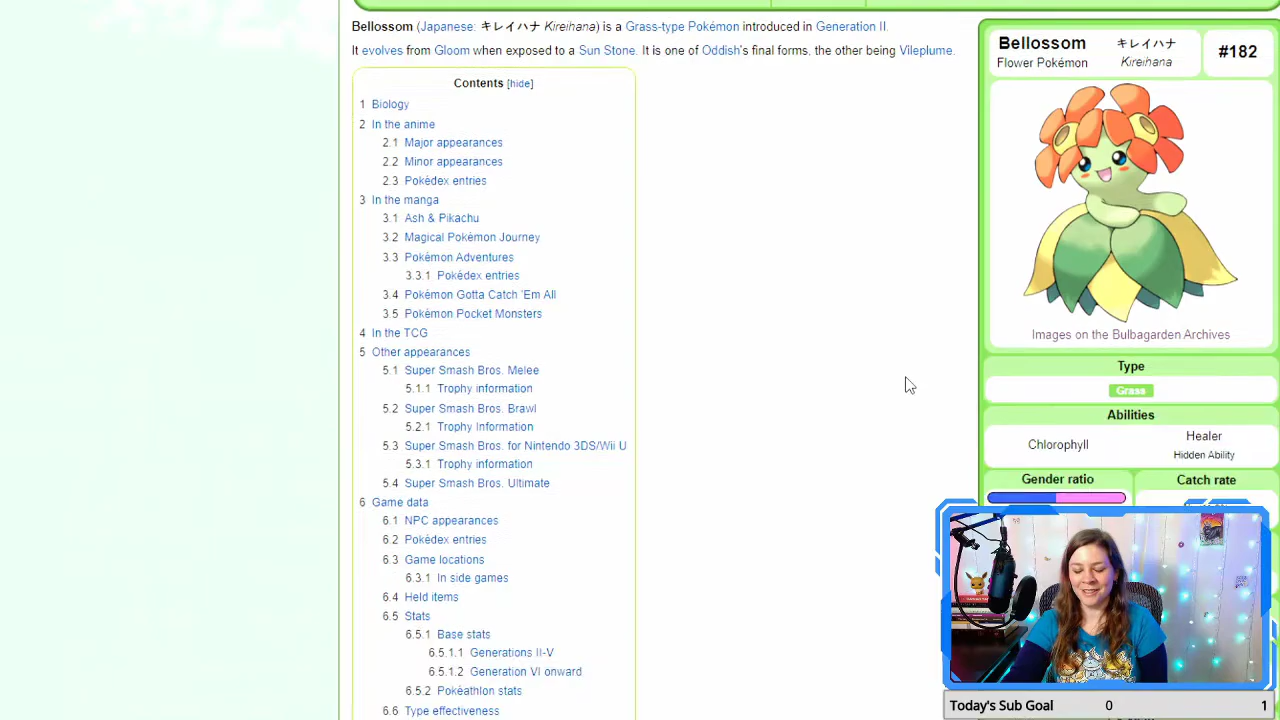 Bellossom (Japanese: キレイハナ Kireihana) is a Grass-type Pokémon introduced in Generation II.
It evolves from Gloom when exposed to a Sun Stone. It is one of Oddish's final forms, the other being Vileplume.
Contents [hide]
1 Biology
2 In the anime
2.1 Major appearances
2.2 Minor appearances
2.3 Pokédex entries
3 In the manga
3.1 Ash & Pikachu
3.2 Magical Pokémon Journey
3.3 Pokémon Adventures
3.3.1 Pokédex entries
3.4 Pokémon Gotta Catch 'Em All
3.5 Pokémon Pocket Monsters
4 In the TCG
5 Other appearances
5.1 Super Smash Bros. Melee
5.1.1 Trophy information
5.2 Super Smash Bros. Brawl
5.2.1 Trophy Information
5.3 Super Smash Bros. for Nintendo 3DS/Wii U
5.3.1 Trophy information
5.4 Super Smash Bros. Ultimate
6 Game data
6.1 NPC appearances
6.2 Pokédex entries
6.3 Game locations
6.3.1 In side games
6.4 Held items
6.5 Stats
6.5.1 Base stats
6.5.1.1 Generations II-V
6.5.1.2 Generation VI onward
6.5.2 Pokéathlon stats
6.6 Type effectiveness
Bellossom キレイハナ #182
Flower Pokémon Kireihana
Images on the Bulbagarden Archives
Type
Grass
Abilities
Chlorophyll
Healer
Hidden Ability
Gender ratio
Catch rate
Today's Sub Goal 0 1